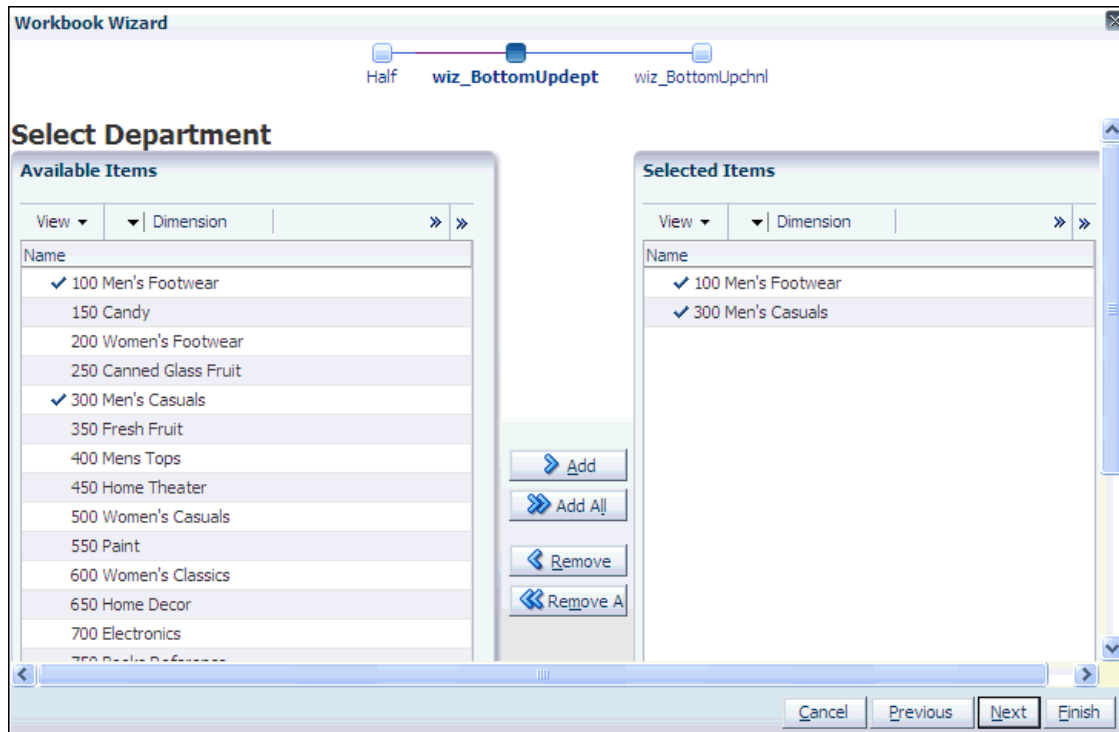 Workbook Wizard
Half wiz_BottomUpdept wiz_BottomUpchnl
Select Department
Available Items
View Dimension
Name
100 Men's Footwear
150 Candy
200 Women's Footwear
250 Canned Glass Fruit
300 Men's Casuals
350 Fresh Fruit
400 Mens Tops
450 Home Theater
500 Women's Casuals
550 Paint
600 Women's Classics
650 Home Decor
700 Electronics
Add
Add All
Remove
Remove A
Selected Items
View Dimension
Name
100 Men's Footwear
300 Men's Casuals
Cancel Previous Next Finish